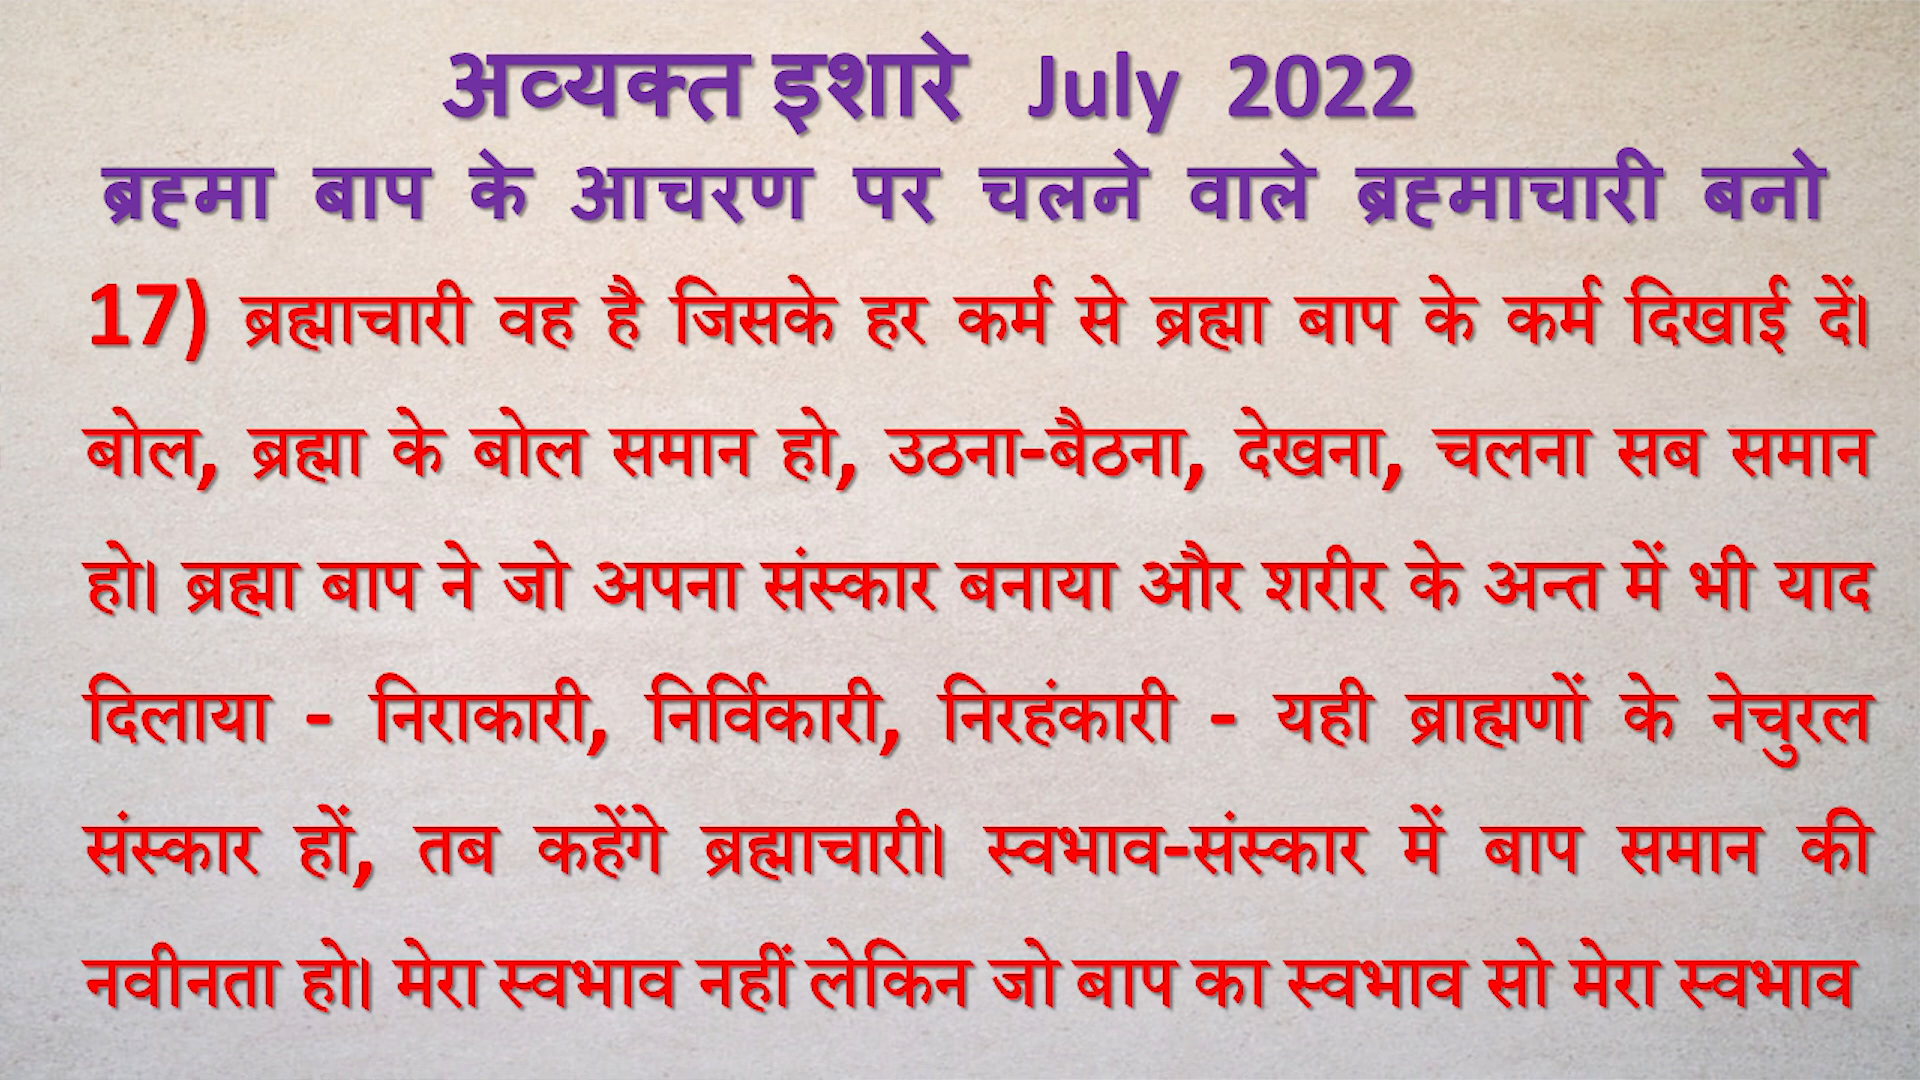 अव्यक्त इशारे July 2022
ब्रह्मा बाप के आचरण पर चलने वाले ब्रह्माचारी बनो
17) ब्रह्माचारी वह है जिसके हर कर्म से ब्रह्मा बाप के कर्म दिखाई दें।
बोल, ब्रह्मा के बोल समान हो, उठना-बैठना, देखना, चलना सब समान
हो। ब्रह्मा बाप ने जो अपना संस्कार बनाया और शरीर के अन्त में भी याद
दिलाया - निराकारी, निर्विकारी, निरहंकारी - यही ब्राह्मणों के नेचुरल
संस्कार हों, तब कहेंगे ब्रह्माचारी। स्वभाव-संस्कार में बाप समान की
नवीनता हो। मेरा स्वभाव नहीं लेकिन जो बाप का स्वभाव सो मेरा स्वभाव